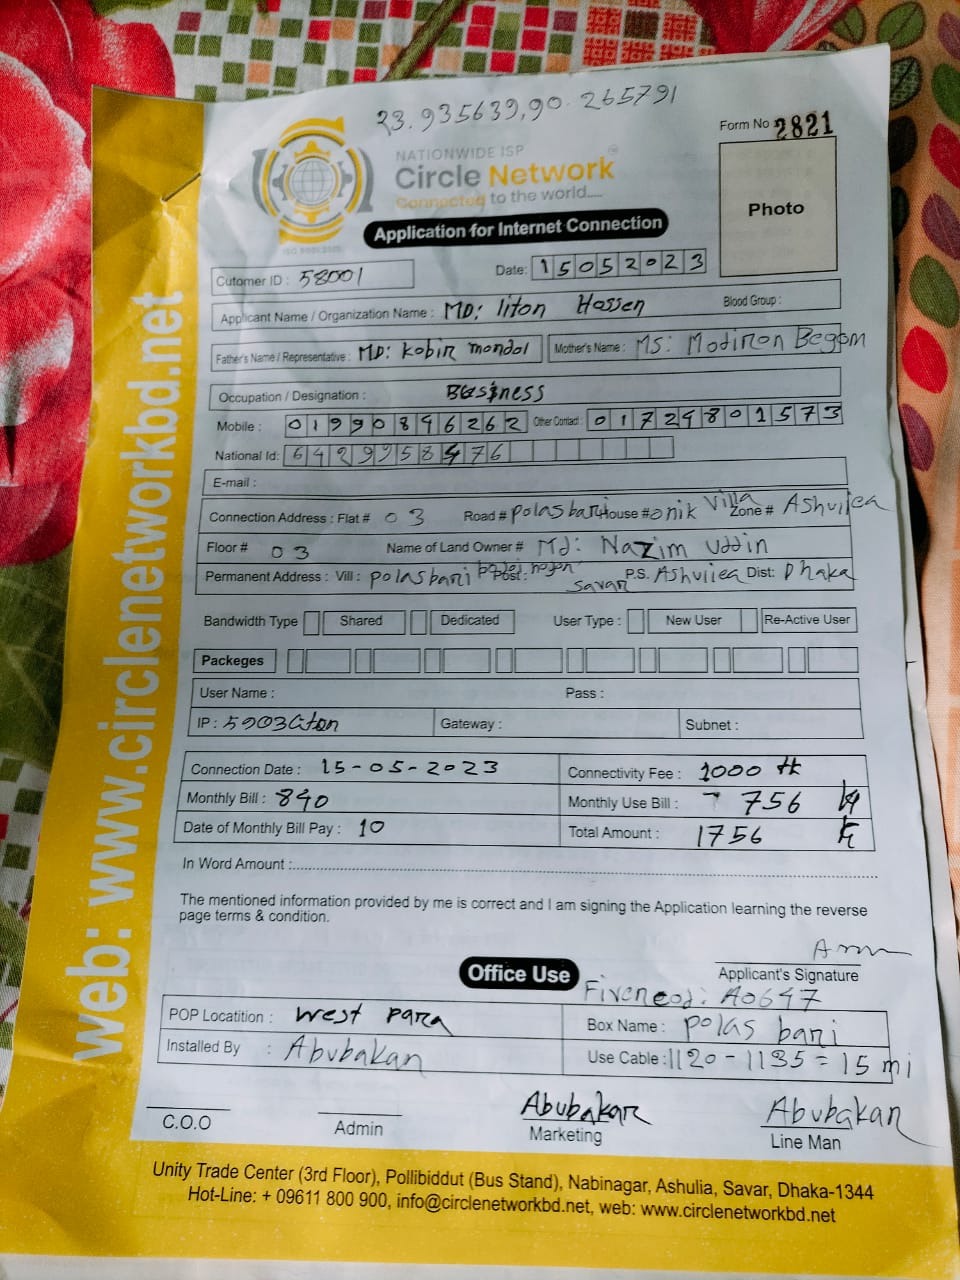 23.935639,90.265791
Form No 2821
NATIONWIDE ISP
Circle Network
Connected to the world.....
Photo
Application for Internet Connection
Cutomer ID : 58001 Date: 15052023
Applicant Name / Organization Name : MD: liton Hossen Blood Group :
Father's Name / Representative : MD: kobir mondol Mother's Name : MS: Modiron Begom
Occupation / Designation : Business
Mobile : 01990896262 Other Contact : 01724801573
National Id: 6429958476
E-mail :
Connection Address : Flat# 03 Road # polasbari House # onik Villa Zone # Ashuliea
Floor # 03 Name of Land Owner # Md: Nazim uddin
Permanent Address : Vill : polasbari Post: savar P.S. Ashuliea Dist: Dhaka
Bandwidth Type Shared Dedicated User Type : New User Re-Active User
Packeges
User Name : Pass :
IP : 5903liton Gateway : Subnet :
Connection Date : 15-05-2023 Connectivity Fee : 1000 tk
Monthly Bill : 840 Monthly Use Bill : 756 tk
Date of Monthly Bill Pay : 10 Total Amount : 1756 tk
In Word Amount :
The mentioned information provided by me is correct and I am signing the Application learning the reverse
page terms & condition.
Applicant's Signature
Office Use
Fivercod: A0647
POP Locatition : west para Box Name : polas bari
Installed By : Abubakar Use Cable : 1120 - 1135 = 15 mi
Abubakar Abubakar
C.O.O Admin Marketing Line Man
Unity Trade Center (3rd Floor), Pollibiddut (Bus Stand), Nabinagar, Ashulia, Savar, Dhaka-1344
Hot-Line: + 09611 800 900, info@circlenetworkbd.net, web: www.circlenetworkbd.net
web: www.circlenetworkbd.net